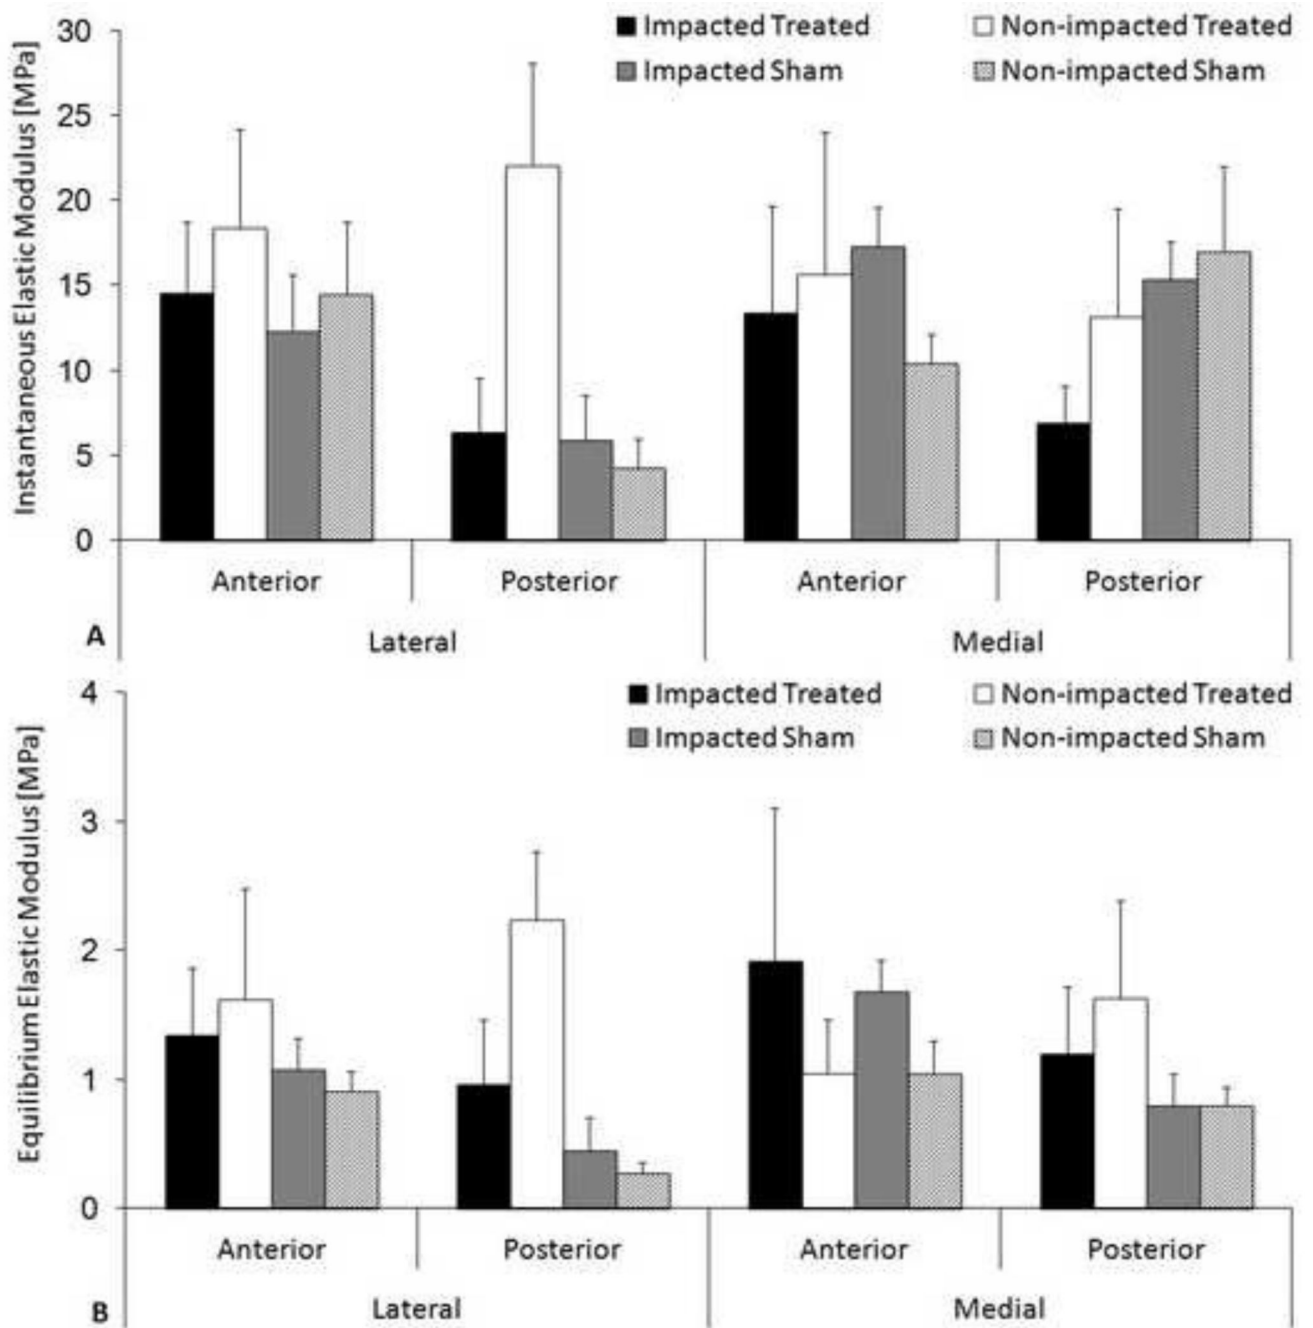 Instantaneous Elastic Modulus [MPa]
30
25
20
15
10
5
0
Impacted Treated
Non-impacted Treated
Impacted Sham
Non-impacted Sham
Anterior
Posterior
Anterior
Posterior
A
Lateral
Medial
Equilibrium Elastic Modulus [MPa]
4
3
2
1
0
Impacted Treated
Non-impacted Treated
Impacted Sham
Non-impacted Sham
Anterior
Posterior
Anterior
Posterior
B
Lateral
Medial